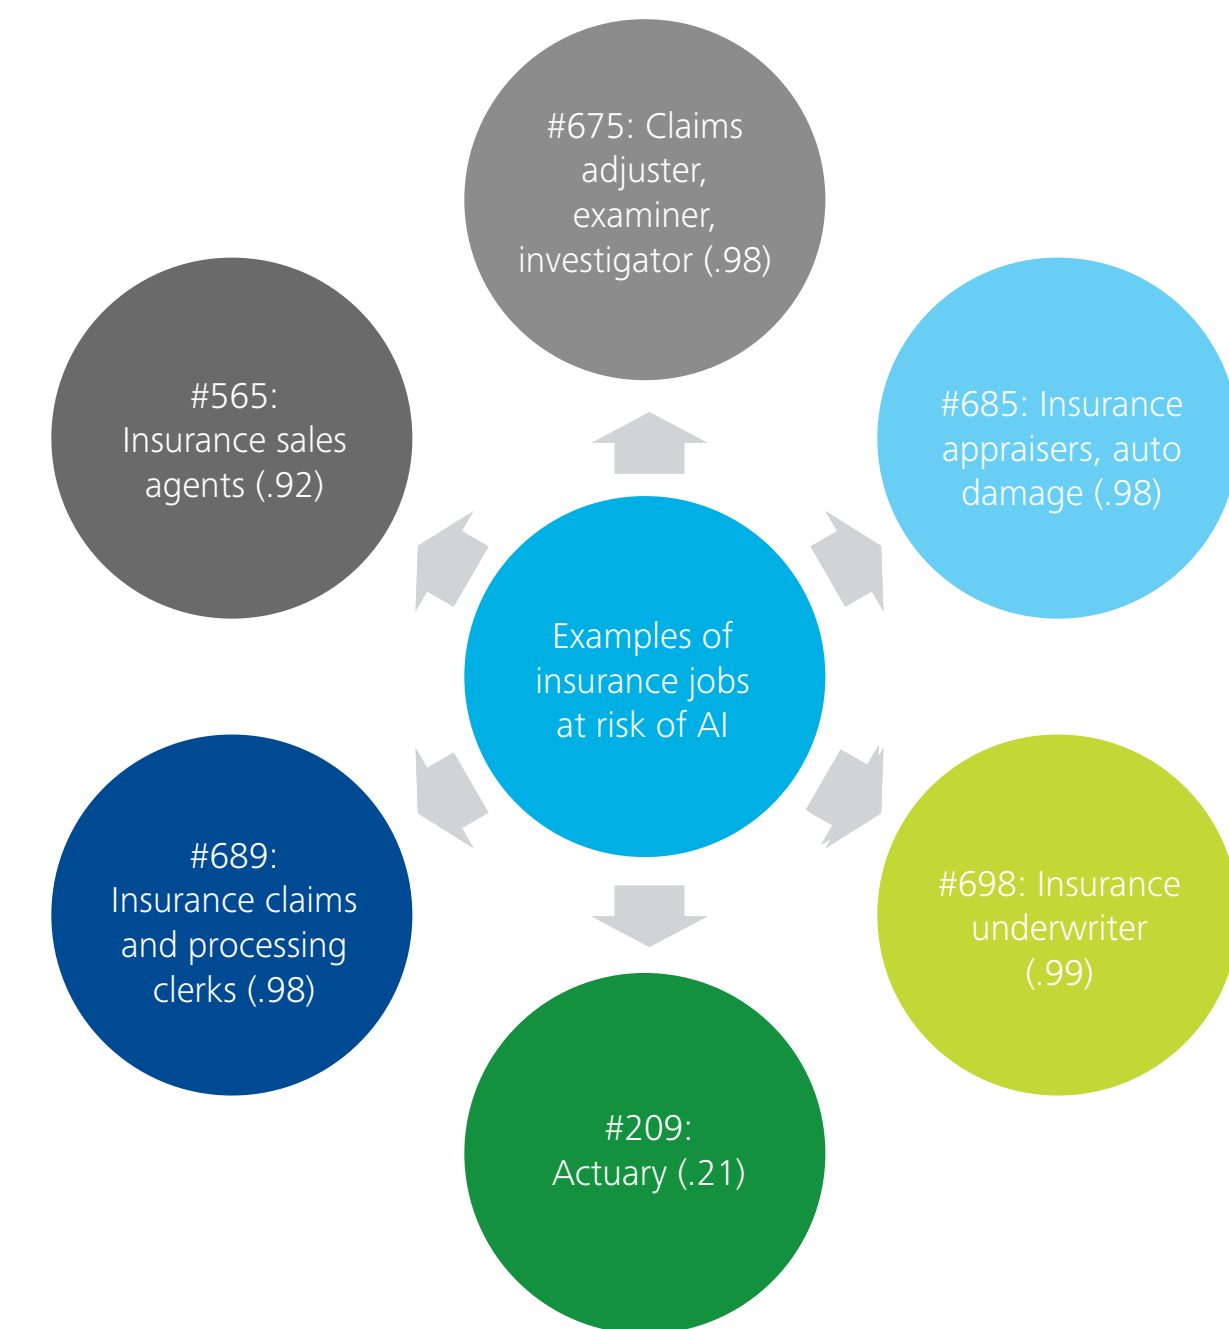 #675: Claims
adjuster,
examiner,
investigator (.98)
#565:
Insurance sales
agents (.92)
#685: Insurance
appraisers, auto
damage (.98)
Examples of
insurance jobs
at risk of AI
#689:
Insurance claims
and processing
clerks (.98)
#698: Insurance
underwriter
(.99)
#209:
Actuary (.21)